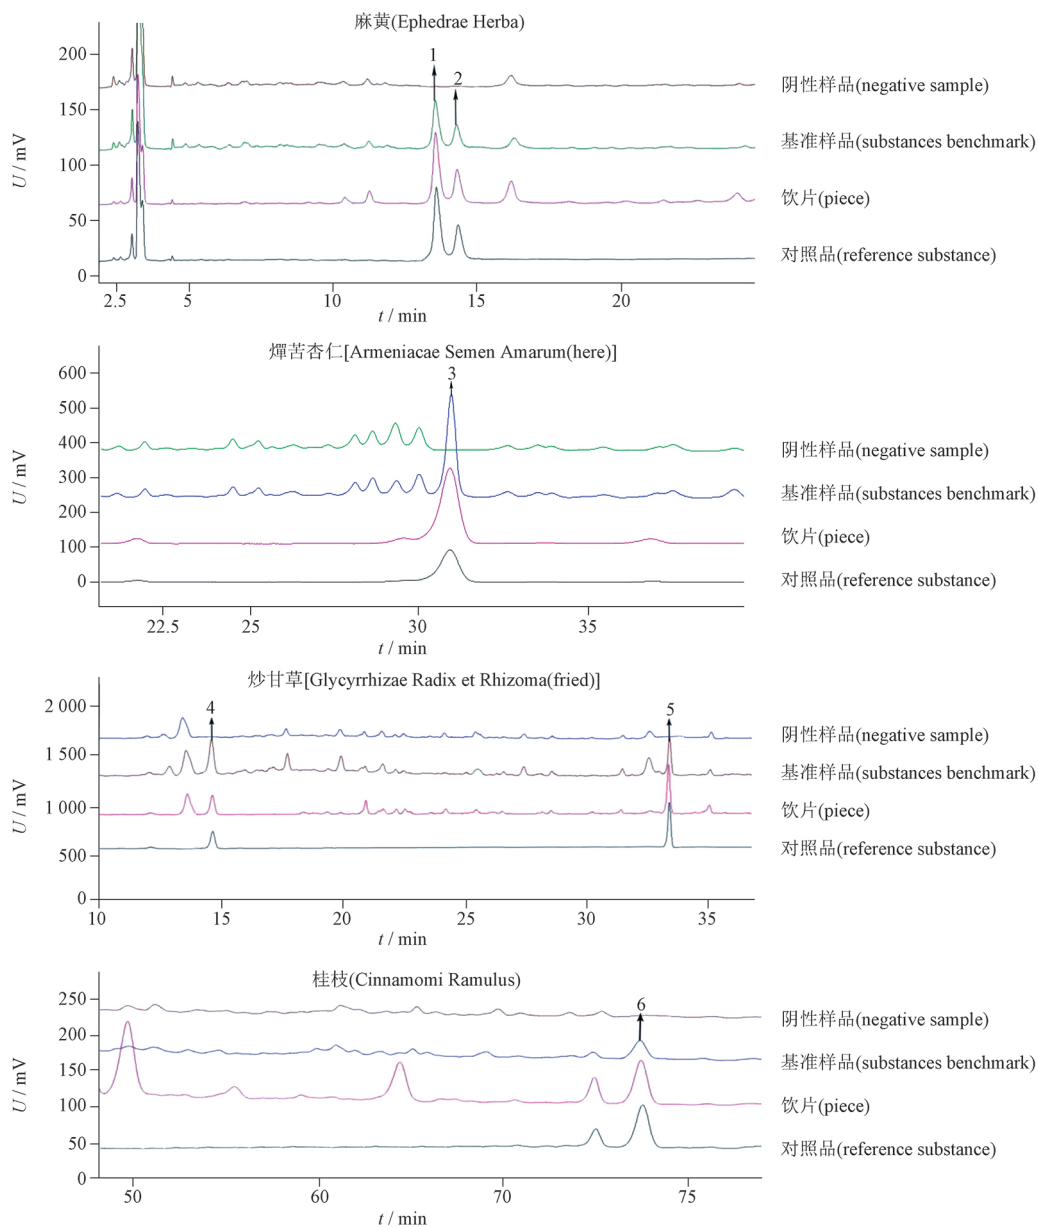 麻黄(Ephedrae Herba)
1
2
200
150
100
50
0
U / mV
阴性样品(negative sample)
基准样品(substances benchmark)
饮片(piece)
对照品(reference substance)
2.5 5 10 15 20
t / min
燀苦杏仁[Armeniacae Semen Amarum(here)]
3
600
500
400
300
200
100
0
U / mV
阴性样品(negative sample)
基准样品(substances benchmark)
饮片(piece)
对照品(reference substance)
22.5 25 30 35
t / min
炒甘草[Glycyrrhizae Radix et Rhizoma(fried)]
4
5
2 000
1 500
1 000
500
0
U / mV
阴性样品(negative sample)
基准样品(substances benchmark)
饮片(piece)
对照品(reference substance)
10 15 20 25 30 35
t / min
桂枝(Cinnamomi Ramulus)
6
250
200
150
100
50
0
U / mV
阴性样品(negative sample)
基准样品(substances benchmark)
饮片(piece)
对照品(reference substance)
50 60 70 75
t / min